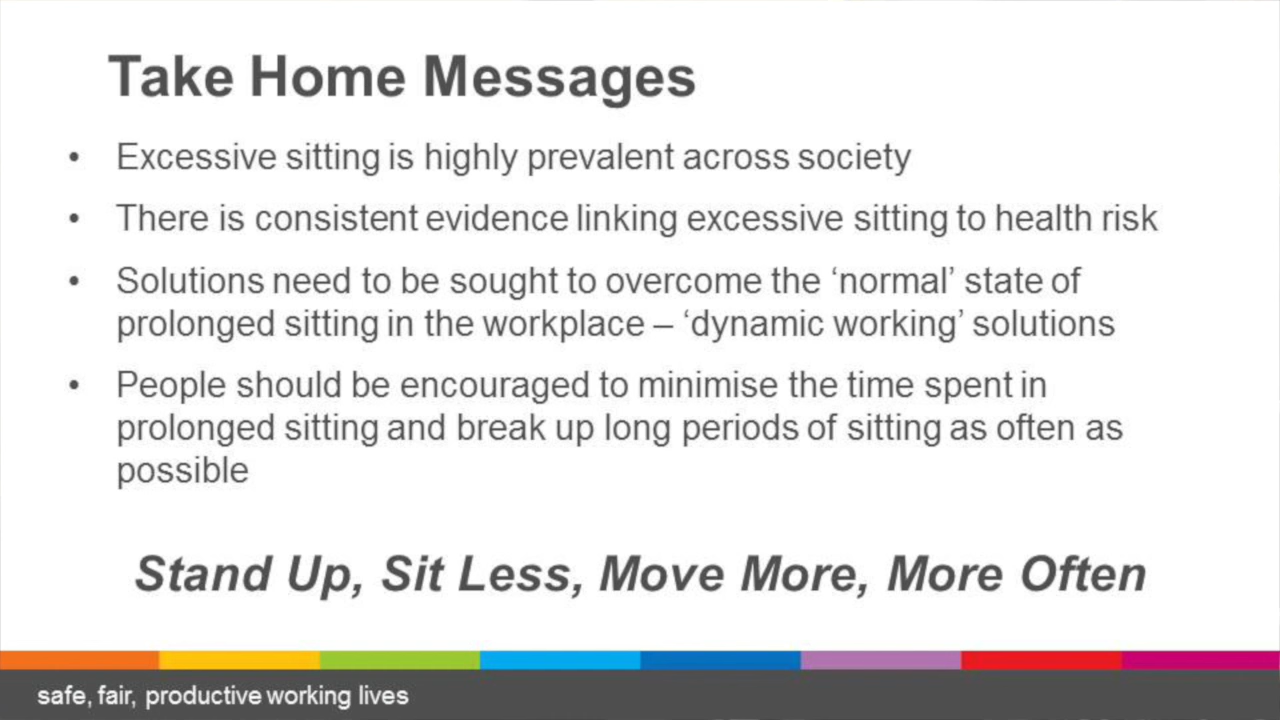 Take Home Messages
• Excessive sitting is highly prevalent across society
• There is consistent evidence linking excessive sitting to health risk
• Solutions need to be sought to overcome the ‘normal’ state of
prolonged sitting in the workplace – ‘dynamic working’ solutions
• People should be encouraged to minimise the time spent in
prolonged sitting and break up long periods of sitting as often as
possible
Stand Up, Sit Less, Move More, More Often
safe, fair, productive working lives